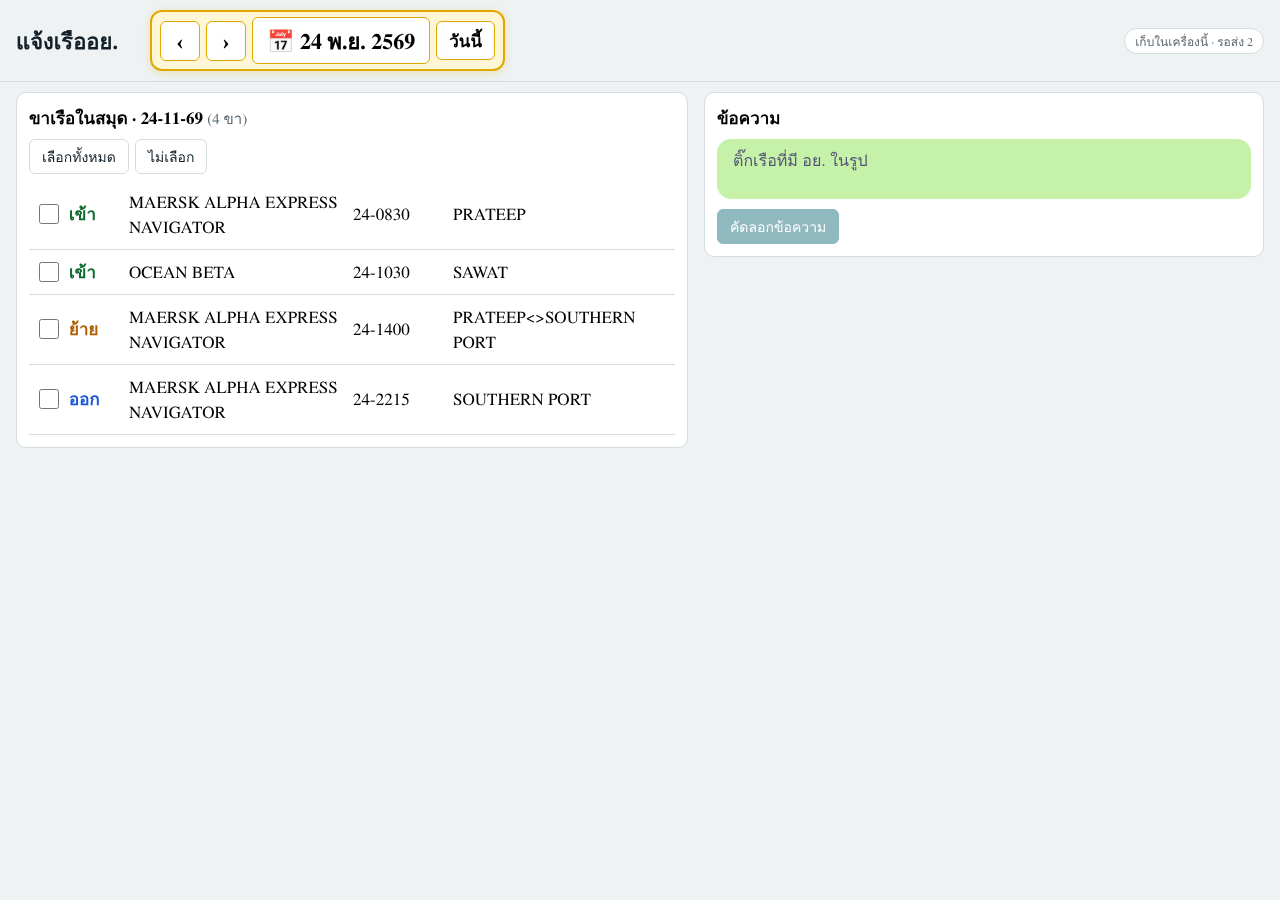 แจ้งเรืออย.
‹ › 📅 24 พ.ย. 2569 วันนี้
เก็บในเครื่องนี้ · รอส่ง 2
ขาเรือในสมุด · 24-11-69 (4 ขา)
เลือกทั้งหมด ไม่เลือก
เข้า MAERSK ALPHA EXPRESS NAVIGATOR 24-0830 PRATEEP
เข้า OCEAN BETA 24-1030 SAWAT
ย้าย MAERSK ALPHA EXPRESS NAVIGATOR 24-1400 PRATEEP<>SOUTHERN PORT
ออก MAERSK ALPHA EXPRESS NAVIGATOR 24-2215 SOUTHERN PORT
ข้อความ
ติ๊กเรือที่มี อย. ในรูป
คัดลอกข้อความ